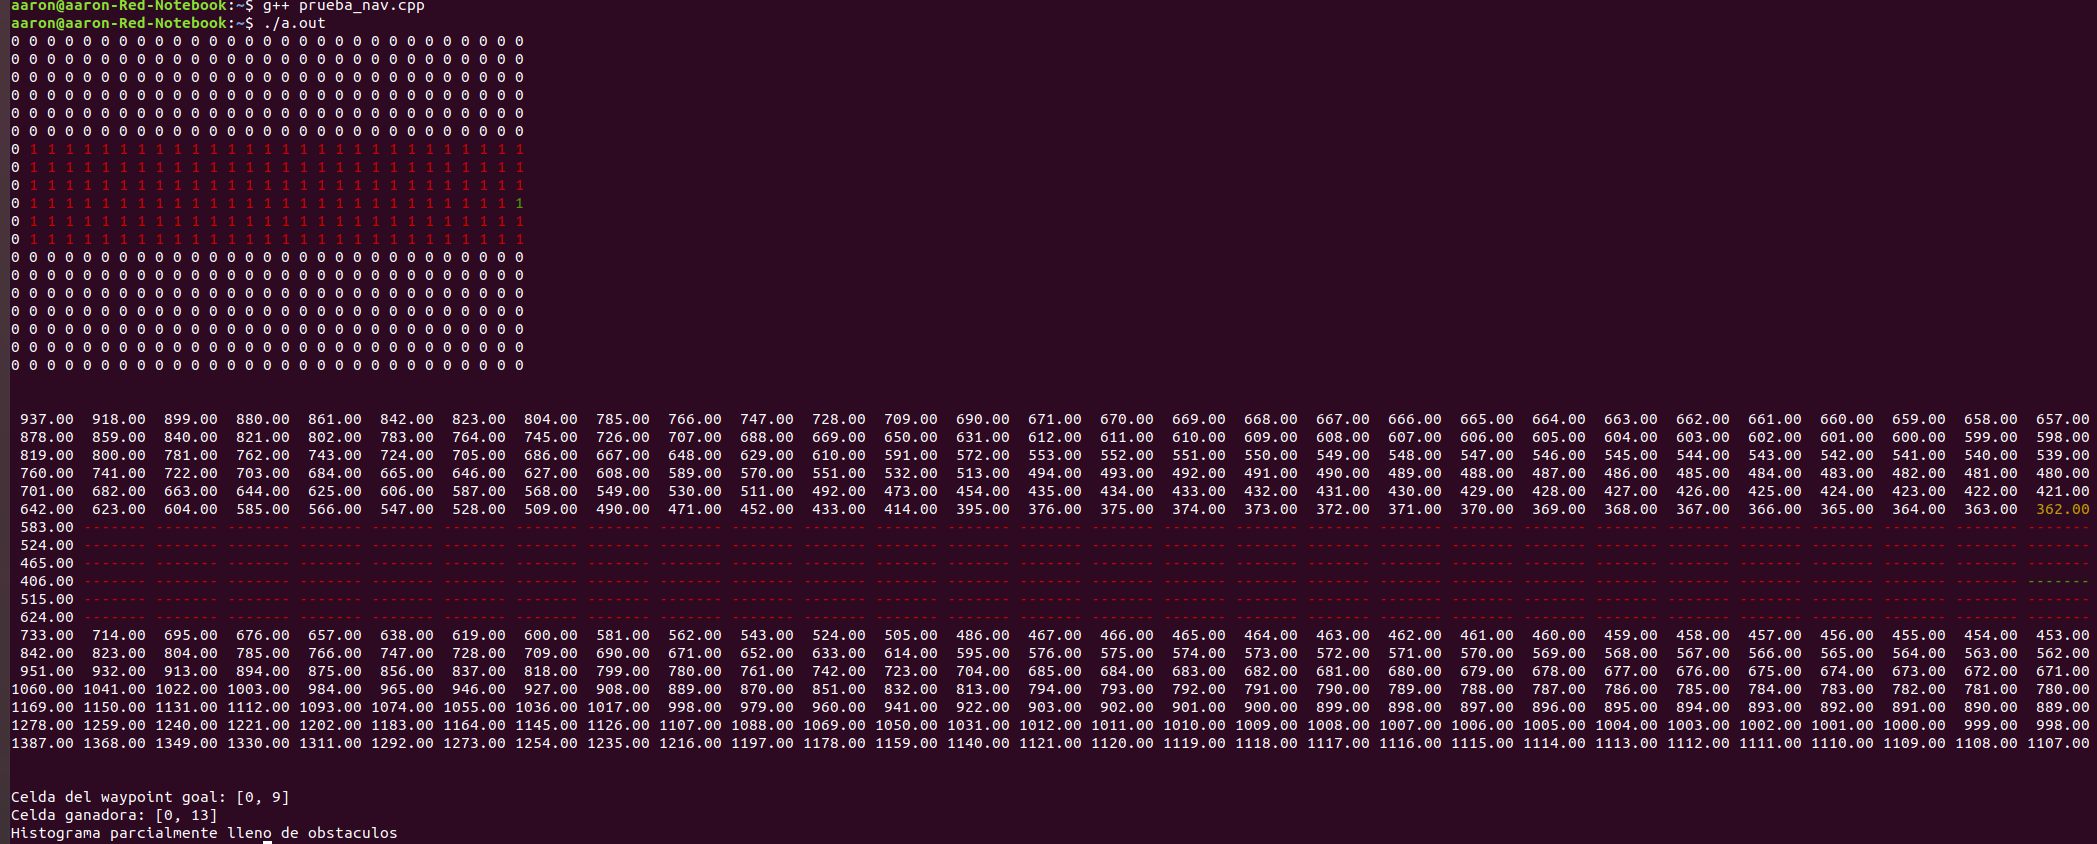 aaron@aaron-Red-Notebook:~$ g++ prueba_nav.cpp
aaron@aaron-Red-Notebook:~$ ./a.out
0 0 0 0 0 0 0 0 0 0 0 0 0 0 0 0 0 0 0 0 0 0 0 0 0 0 0 0 0
0 0 0 0 0 0 0 0 0 0 0 0 0 0 0 0 0 0 0 0 0 0 0 0 0 0 0 0 0
0 0 0 0 0 0 0 0 0 0 0 0 0 0 0 0 0 0 0 0 0 0 0 0 0 0 0 0 0
0 0 0 0 0 0 0 0 0 0 0 0 0 0 0 0 0 0 0 0 0 0 0 0 0 0 0 0 0
0 0 0 0 0 0 0 0 0 0 0 0 0 0 0 0 0 0 0 0 0 0 0 0 0 0 0 0 0
0 0 0 0 0 0 0 0 0 0 0 0 0 0 0 0 0 0 0 0 0 0 0 0 0 0 0 0 0
0 1 1 1 1 1 1 1 1 1 1 1 1 1 1 1 1 1 1 1 1 1 1 1 1 1 1 1 1
0 1 1 1 1 1 1 1 1 1 1 1 1 1 1 1 1 1 1 1 1 1 1 1 1 1 1 1 1
0 1 1 1 1 1 1 1 1 1 1 1 1 1 1 1 1 1 1 1 1 1 1 1 1 1 1 1 1
0 1 1 1 1 1 1 1 1 1 1 1 1 1 1 1 1 1 1 1 1 1 1 1 1 1 1 1 1
0 1 1 1 1 1 1 1 1 1 1 1 1 1 1 1 1 1 1 1 1 1 1 1 1 1 1 1 1
0 1 1 1 1 1 1 1 1 1 1 1 1 1 1 1 1 1 1 1 1 1 1 1 1 1 1 1 1
0 0 0 0 0 0 0 0 0 0 0 0 0 0 0 0 0 0 0 0 0 0 0 0 0 0 0 0 0
0 0 0 0 0 0 0 0 0 0 0 0 0 0 0 0 0 0 0 0 0 0 0 0 0 0 0 0 0
0 0 0 0 0 0 0 0 0 0 0 0 0 0 0 0 0 0 0 0 0 0 0 0 0 0 0 0 0
0 0 0 0 0 0 0 0 0 0 0 0 0 0 0 0 0 0 0 0 0 0 0 0 0 0 0 0 0
0 0 0 0 0 0 0 0 0 0 0 0 0 0 0 0 0 0 0 0 0 0 0 0 0 0 0 0 0
0 0 0 0 0 0 0 0 0 0 0 0 0 0 0 0 0 0 0 0 0 0 0 0 0 0 0 0 0
0 0 0 0 0 0 0 0 0 0 0 0 0 0 0 0 0 0 0 0 0 0 0 0 0 0 0 0 0
937.00 918.00 899.00 880.00 861.00 842.00 823.00 804.00 785.00 766.00 747.00 728.00 709.00 690.00 671.00 670.00 669.00 668.00 667.00 666.00 665.00 664.00 663.00 662.00 661.00 660.00 659.00 658.00 657.00
878.00 859.00 840.00 821.00 802.00 783.00 764.00 745.00 726.00 707.00 688.00 669.00 650.00 631.00 612.00 611.00 610.00 609.00 608.00 607.00 606.00 605.00 604.00 603.00 602.00 601.00 600.00 599.00 598.00
819.00 800.00 781.00 762.00 743.00 724.00 705.00 686.00 667.00 648.00 629.00 610.00 591.00 572.00 553.00 552.00 551.00 550.00 549.00 548.00 547.00 546.00 545.00 544.00 543.00 542.00 541.00 540.00 539.00
760.00 741.00 722.00 703.00 684.00 665.00 646.00 627.00 608.00 589.00 570.00 551.00 532.00 513.00 494.00 493.00 492.00 491.00 490.00 489.00 488.00 487.00 486.00 485.00 484.00 483.00 482.00 481.00 480.00
701.00 682.00 663.00 644.00 625.00 606.00 587.00 568.00 549.00 530.00 511.00 492.00 473.00 454.00 435.00 434.00 433.00 432.00 431.00 430.00 429.00 428.00 427.00 426.00 425.00 424.00 423.00 422.00 421.00
642.00 623.00 604.00 585.00 566.00 547.00 528.00 509.00 490.00 471.00 452.00 433.00 414.00 395.00 376.00 375.00 374.00 373.00 372.00 371.00 370.00 369.00 368.00 367.00 366.00 365.00 364.00 363.00 362.00
583.00 ------- ------- ------- ------- ------- ------- ------- ------- ------- ------- ------- ------- ------- ------- ------- ------- ------- ------- ------- ------- ------- ------- ------- ------- ------- ------- ------- -------
524.00 ------- ------- ------- ------- ------- ------- ------- ------- ------- ------- ------- ------- ------- ------- ------- ------- ------- ------- ------- ------- ------- ------- ------- ------- ------- ------- ------- -------
465.00 ------- ------- ------- ------- ------- ------- ------- ------- ------- ------- ------- ------- ------- ------- ------- ------- ------- ------- ------- ------- ------- ------- ------- ------- ------- ------- ------- -------
406.00 ------- ------- ------- ------- ------- ------- ------- ------- ------- ------- ------- ------- ------- ------- ------- ------- ------- ------- ------- ------- ------- ------- ------- ------- ------- ------- ------- -------
515.00 ------- ------- ------- ------- ------- ------- ------- ------- ------- ------- ------- ------- ------- ------- ------- ------- ------- ------- ------- ------- ------- ------- ------- ------- ------- ------- ------- -------
624.00 ------- ------- ------- ------- ------- ------- ------- ------- ------- ------- ------- ------- ------- ------- ------- ------- ------- ------- ------- ------- ------- ------- ------- ------- ------- ------- ------- -------
733.00 714.00 695.00 676.00 657.00 638.00 619.00 600.00 581.00 562.00 543.00 524.00 505.00 486.00 467.00 466.00 465.00 464.00 463.00 462.00 461.00 460.00 459.00 458.00 457.00 456.00 455.00 454.00 453.00
842.00 823.00 804.00 785.00 766.00 747.00 728.00 709.00 690.00 671.00 652.00 633.00 614.00 595.00 576.00 575.00 574.00 573.00 572.00 571.00 570.00 569.00 568.00 567.00 566.00 565.00 564.00 563.00 562.00
951.00 932.00 913.00 894.00 875.00 856.00 837.00 818.00 799.00 780.00 761.00 742.00 723.00 704.00 685.00 684.00 683.00 682.00 681.00 680.00 679.00 678.00 677.00 676.00 675.00 674.00 673.00 672.00 671.00
1060.00 1041.00 1022.00 1003.00 984.00 965.00 946.00 927.00 908.00 889.00 870.00 851.00 832.00 813.00 794.00 793.00 792.00 791.00 790.00 789.00 788.00 787.00 786.00 785.00 784.00 783.00 782.00 781.00 780.00
1169.00 1150.00 1131.00 1112.00 1093.00 1074.00 1055.00 1036.00 1017.00 998.00 979.00 960.00 941.00 922.00 903.00 902.00 901.00 900.00 899.00 898.00 897.00 896.00 895.00 894.00 893.00 892.00 891.00 890.00 889.00
1278.00 1259.00 1240.00 1221.00 1202.00 1183.00 1164.00 1145.00 1126.00 1107.00 1088.00 1069.00 1050.00 1031.00 1012.00 1011.00 1010.00 1009.00 1008.00 1007.00 1006.00 1005.00 1004.00 1003.00 1002.00 1001.00 1000.00 999.00 998.00
1387.00 1368.00 1349.00 1330.00 1311.00 1292.00 1273.00 1254.00 1235.00 1216.00 1197.00 1178.00 1159.00 1140.00 1121.00 1120.00 1119.00 1118.00 1117.00 1116.00 1115.00 1114.00 1113.00 1112.00 1111.00 1110.00 1109.00 1108.00 1107.00
Celda del waypoint goal: [0, 9]
Celda ganadora: [0, 13]
Histograma parcialmente lleno de obstaculos